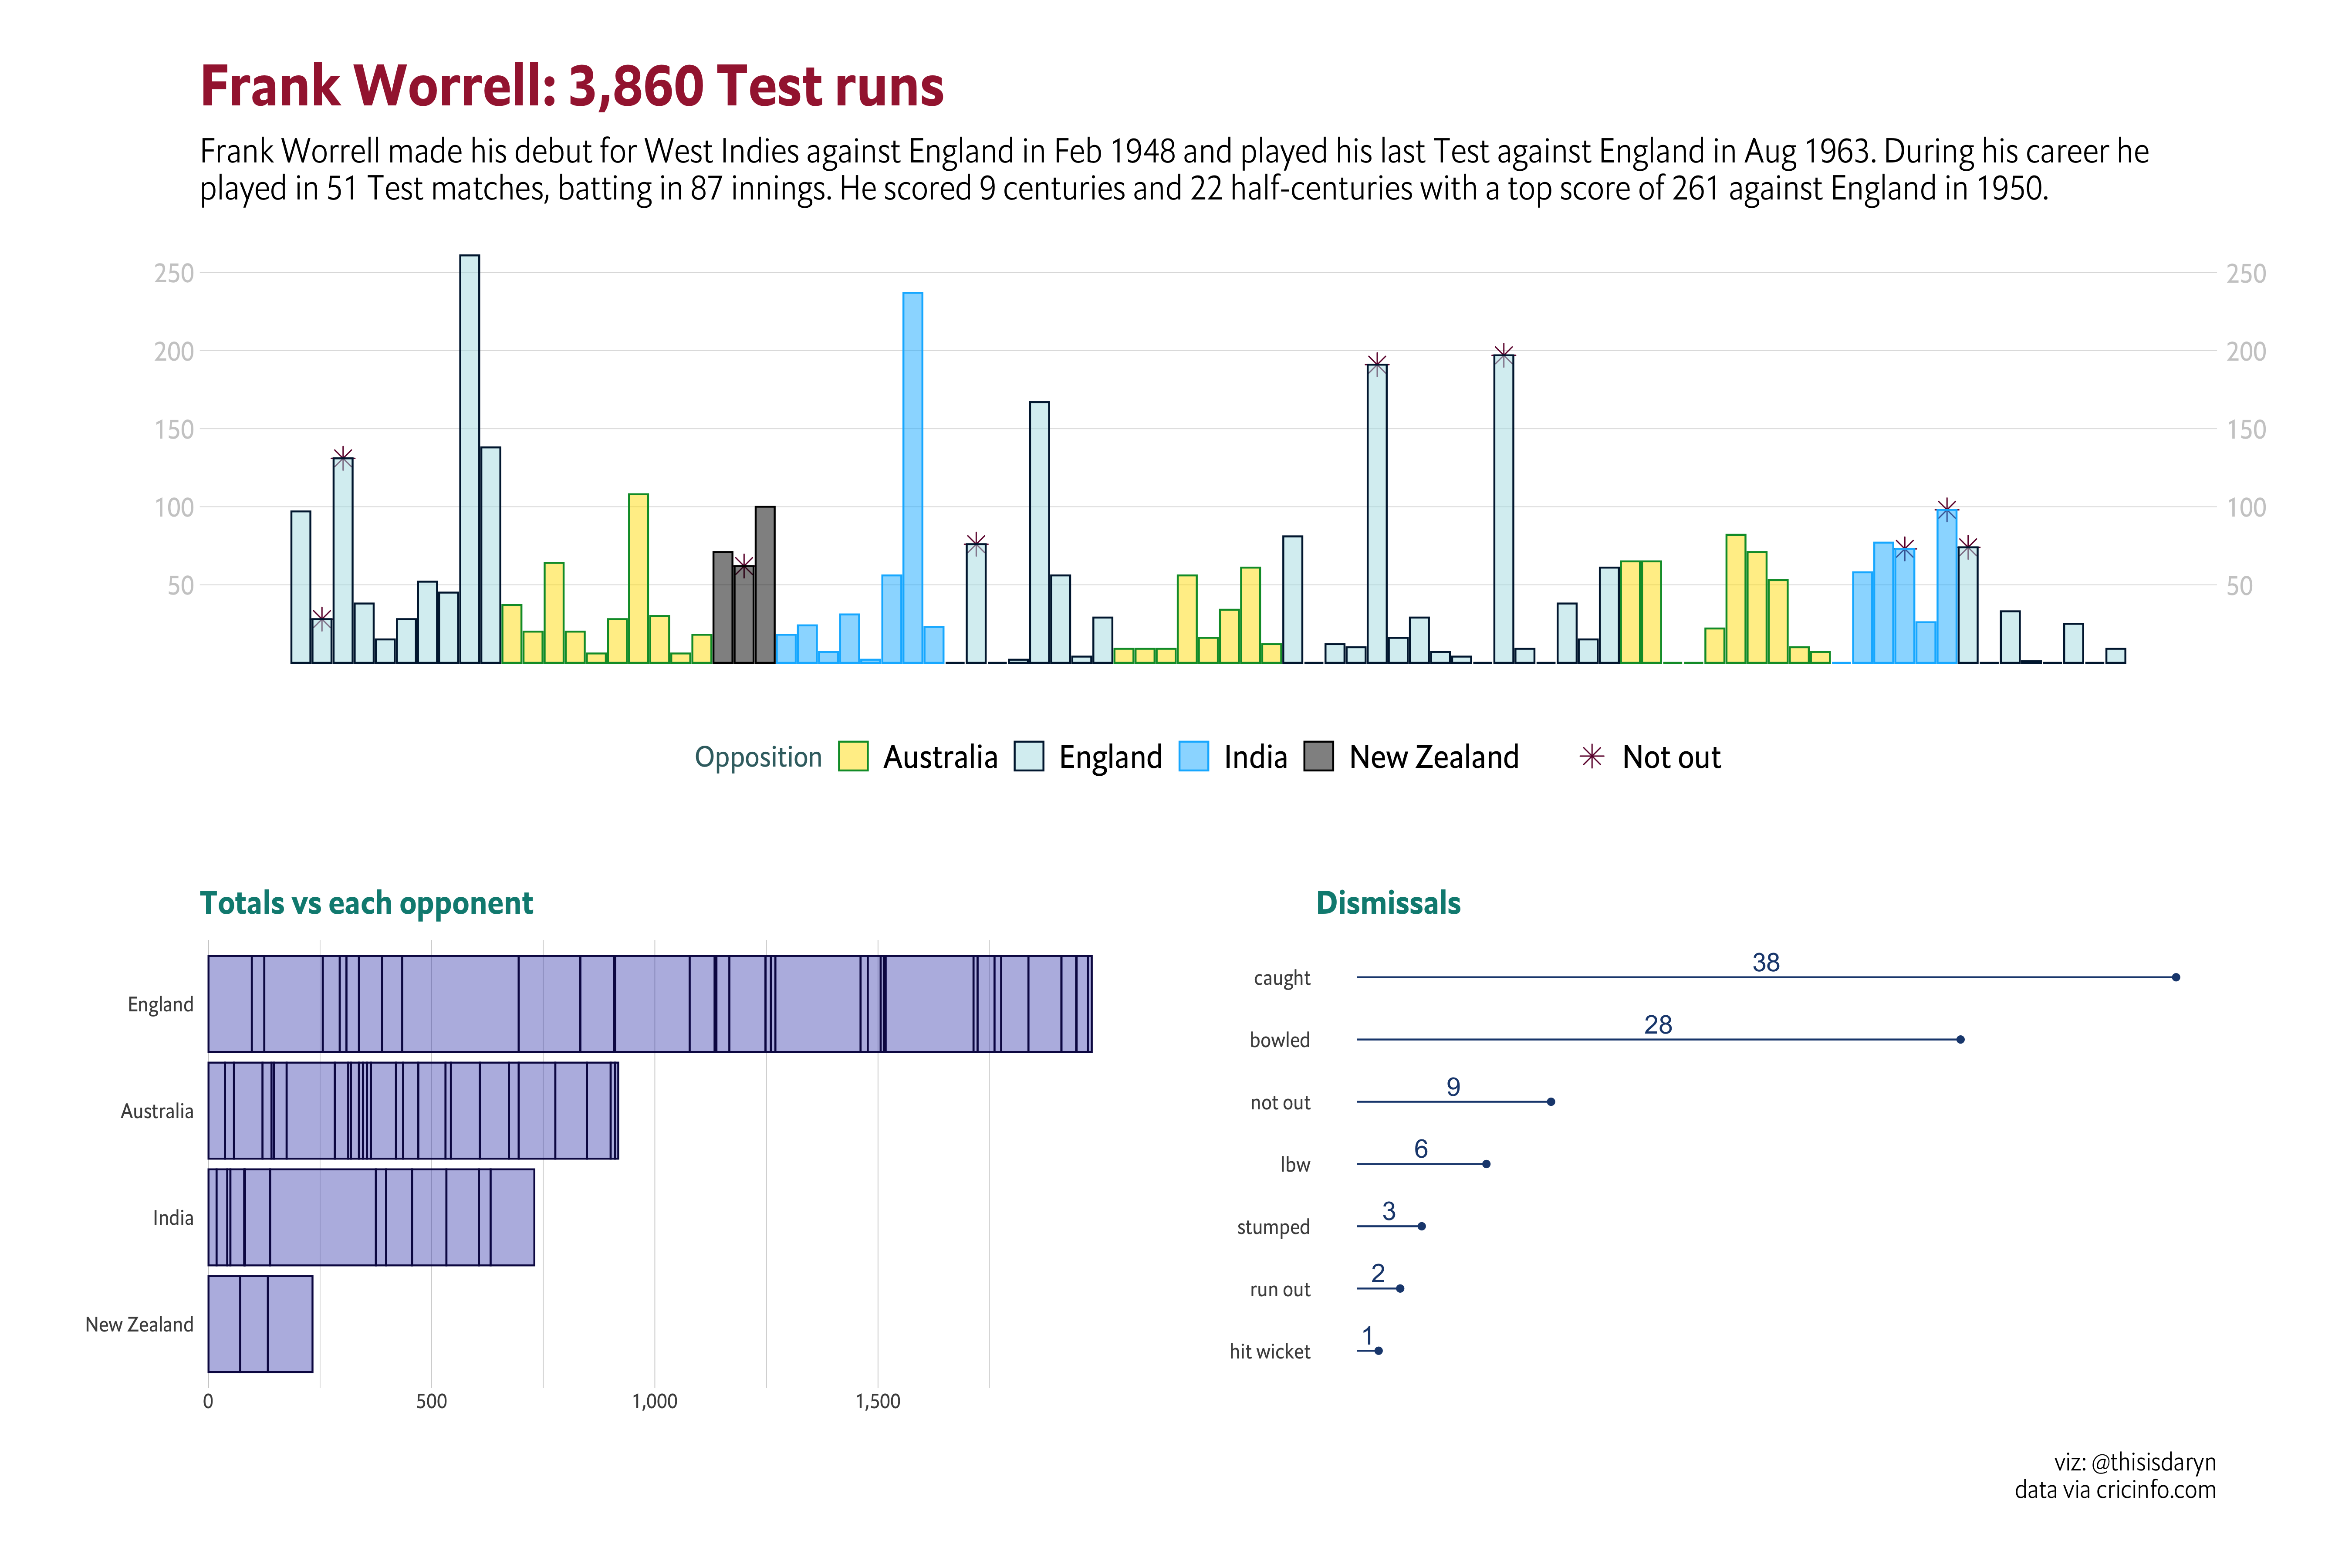 Frank Worrell: 3,860 Test runs
Frank Worrell made his debut for West Indies against England in Feb 1948 and played his last Test against England in Aug 1963. During his career he
played in 51 Test matches, batting in 87 innings. He scored 9 centuries and 22 half-centuries with a top score of 261 against England in 1950.
250 250
200 200
150 150
100 100
50 50
Opposition Australia England India New Zealand Not out
Totals vs each opponent
England
Australia
India
New Zealand
0 500 1,000 1,500
Dismissals
caught 38
bowled 28
not out 9
lbw 6
stumped 3
run out 2
hit wicket 1
viz: @thisisdaryn
data via cricinfo.com